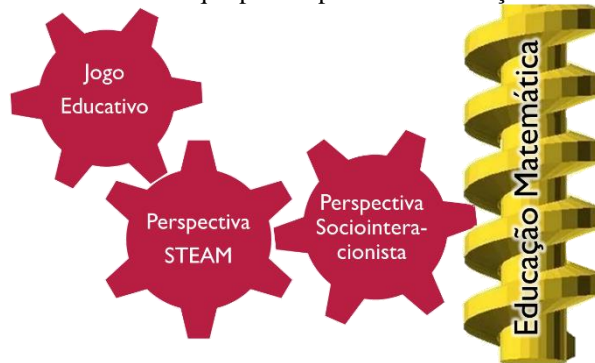 Jogo
Educativo
Perspectiva
STEAM
Perspectiva
Sociointera-
cionista
Educação Matemática